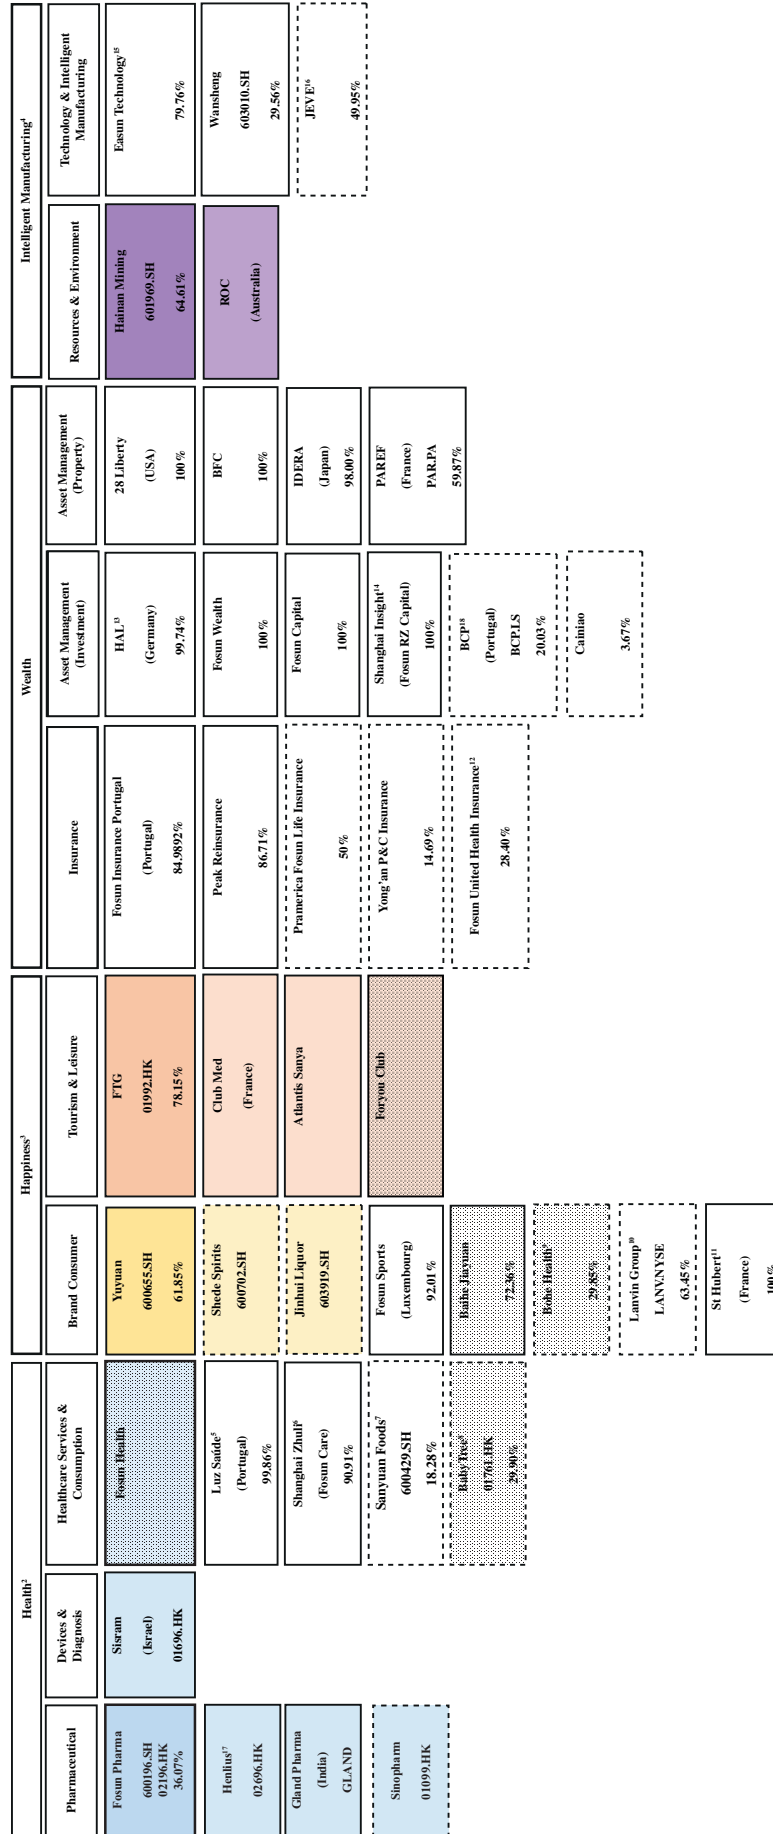 Health²
Pharmaceutical
Fosun Pharma
600196.SH
02196.HK
36.07%
Henlius¹⁷
02696.HK
Gland Pharma
(India)
GLAND
Sinopharm
01099.HK
Devices &
Diagnosis
Sisram
(Israel)
01696.HK
Healthcare Services &
Consumption
Fosun Health
Luz Saúde⁵
(Portugal)
99.86%
Shanghai Zhuli⁶
(Fosun Care)
90.91%
Sanyuan Foods⁷
600429.SH
18.28%
BabyTree⁸
01761.HK
29.90%
Happiness³
Brand Consumer
Yuyuan
600655.SH
61.85%
Shede Spirits
600702.SH
Jinhui Liquor
603919.SH
Fosun Sports
(Luxembourg)
92.01%
Baihe Jiayuan
72.36%
Bohe Health⁹
29.85%
Lanvin Group¹⁰
LANV.NYSE
63.45%
St Hubert¹¹
(France)
100%
Tourism & Leisure
FTG
01992.HK
78.15%
Club Med
(France)
Atlantis Sanya
Foryou Club
Wealth
Insurance
Fosun Insurance Portugal
(Portugal)
84.9892%
Peak Reinsurance
86.71%
Pramerica Fosun Life Insurance
50%
Yong'an P&C Insurance
14.69%
Fosun United Health Insurance¹²
28.40%
Asset Management
(Investment)
HAL¹³
(Germany)
99.74%
Fosun Wealth
100%
Fosun Capital
100%
Shanghai Insight¹⁴
(Fosun RZ Capital)
100%
BCP¹⁸
(Portugal)
BCP.LS
20.03%
Cainiao
3.67%
Asset Management
(Property)
28 Liberty
(USA)
100%
BFC
100%
IDERA
(Japan)
98.00%
PAREF
(France)
PAR.PA
59.87%
Intelligent Manufacturing⁴
Resources & Environment
Hainan Mining
601969.SH
64.61%
ROC
(Australia)
Technology & Intelligent
Manufacturing
Easun Technology¹⁵
79.76%
Wansheng
603010.SH
29.56%
JEVE¹⁶
49.95%